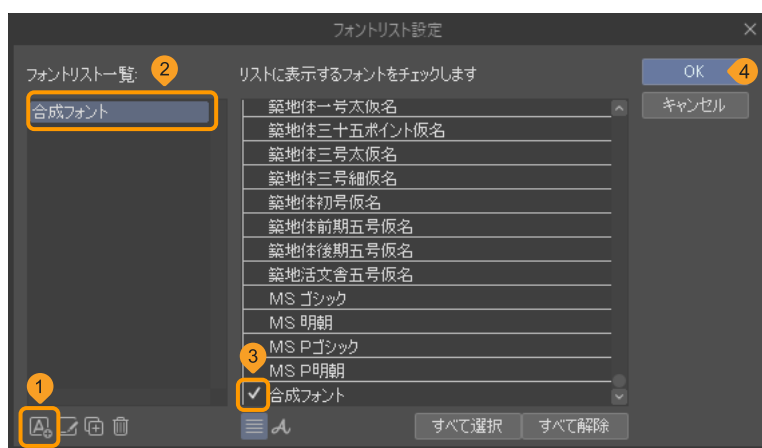 フォントリスト設定
フォントリスト一覧:
2
リストに表示するフォントをチェックします
OK
4
キャンセル
合成フォント
築地体一号太仮名
築地体三十五ポイント仮名
築地体三号太仮名
築地体三号細仮名
築地体初号仮名
築地体前期五号仮名
築地体後期五号仮名
築地活文舎五号仮名
MS ゴシック
MS 明朝
MS Pゴシック
3
MS P明朝
1
合成フォント
すべて選択
すべて解除